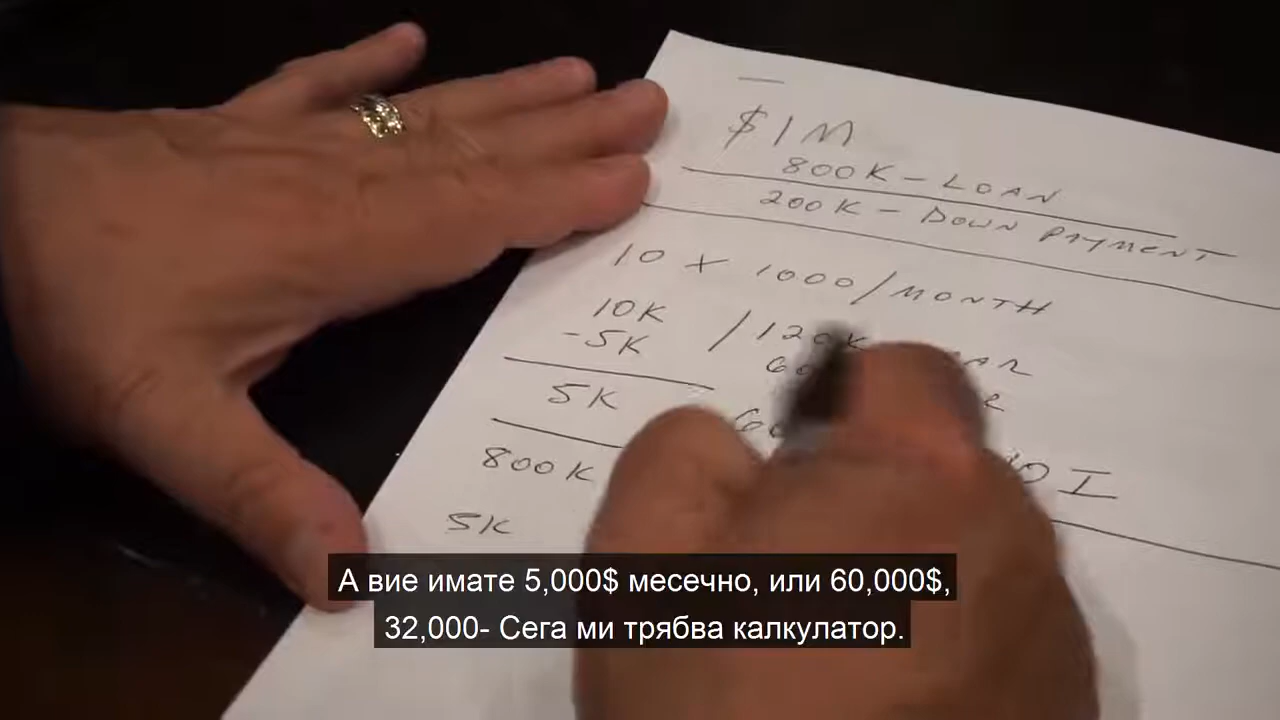 $1M
800K - LOAN
200K - DOWN PAYMENT
10 X 1000/MONTH
10K / 120K
-5K
5K
800K
5K
А вие имате 5,000$ месечно, или 60,000$,
32,000- Сега ми трябва калкулатор.